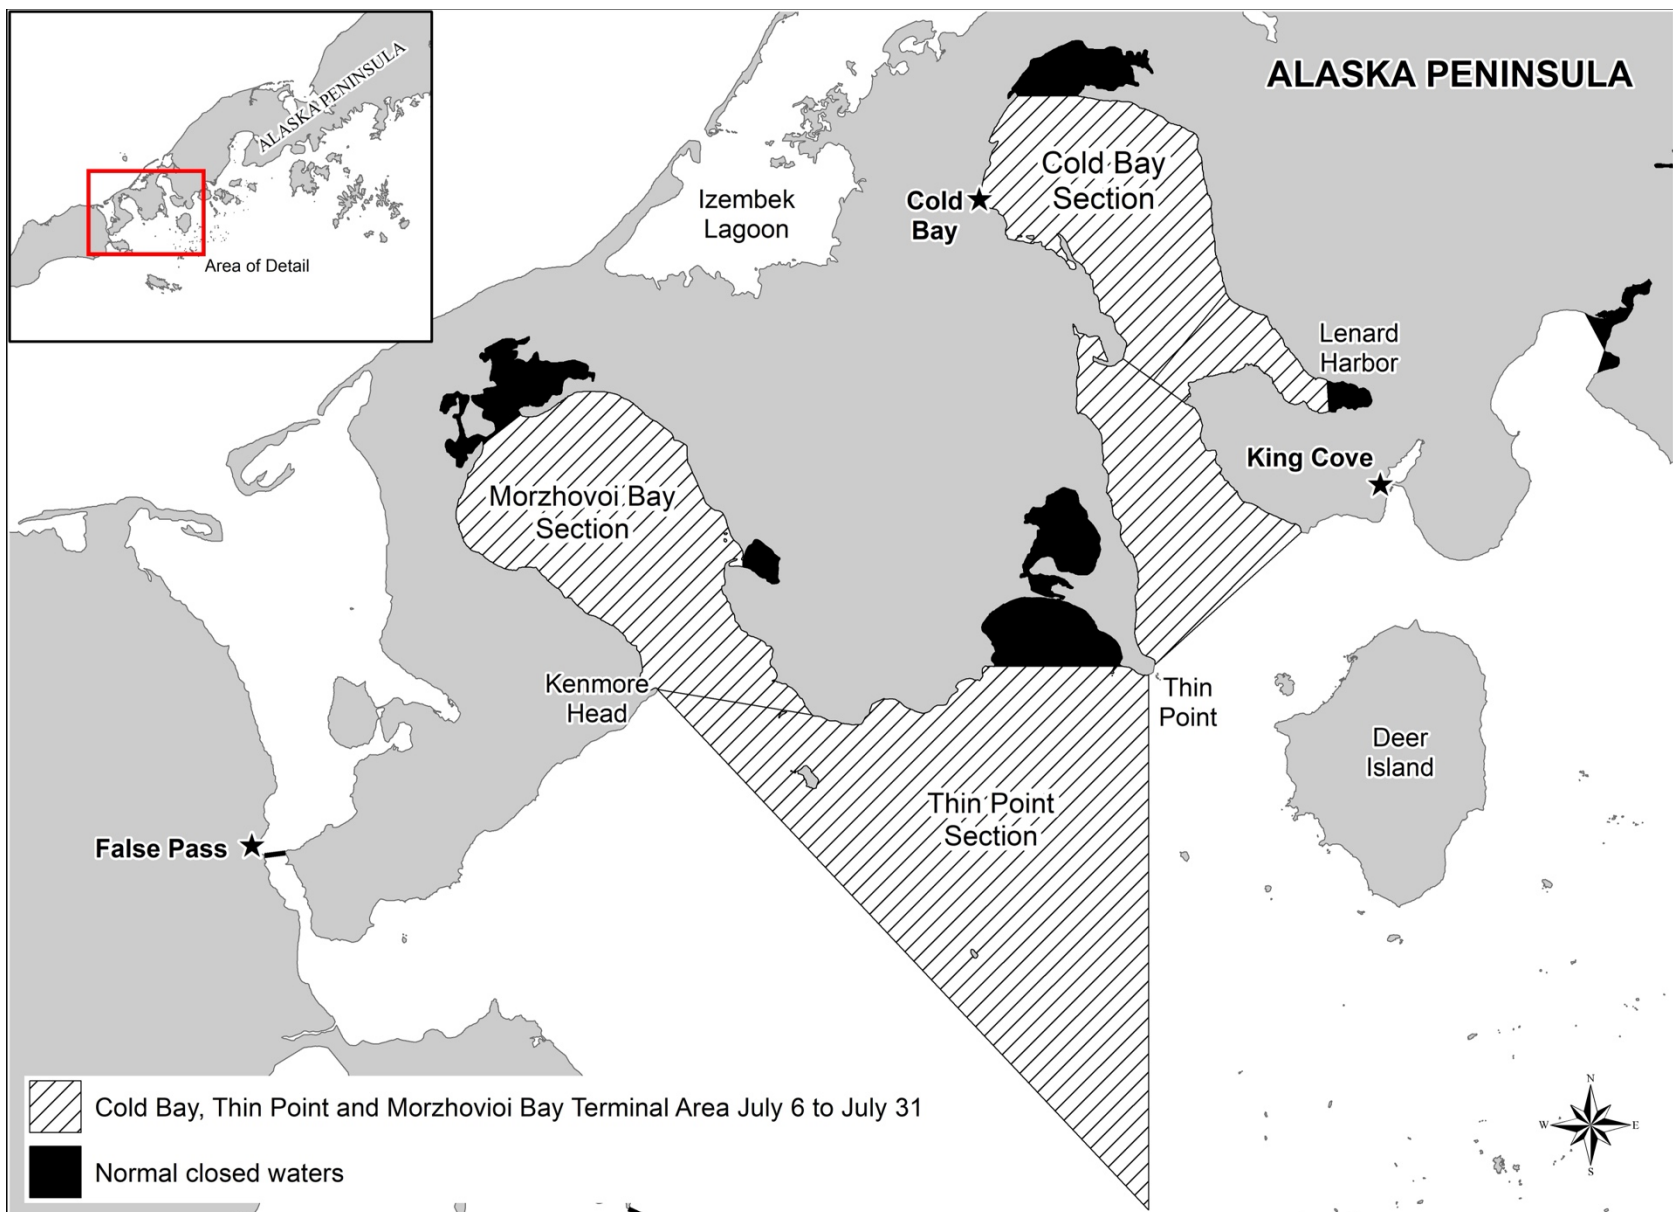 ALASKA PENINSULA
ALASKA PENINSULA
Area of Detail
Izembek
Lagoon
Cold
Bay
Cold Bay
Section
Lenard
Harbor
King Cove
Morzhovoi Bay
Section
Kenmore
Head
Thin
Point
Deer
Island
Thin Point
Section
False Pass
Cold Bay, Thin Point and Morzhovioi Bay Terminal Area July 6 to July 31
Normal closed waters
N
W
E
S